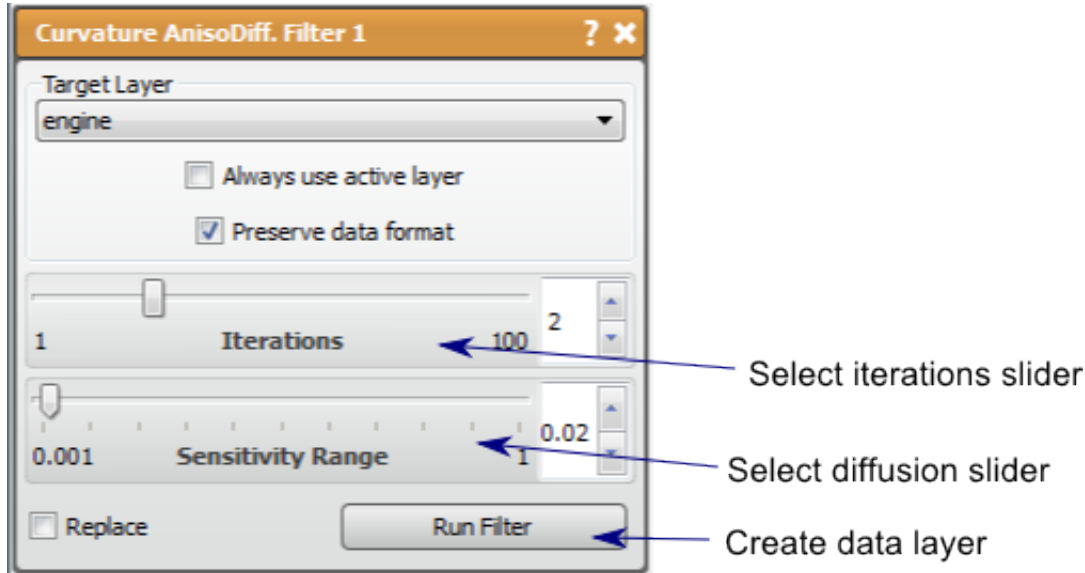 Curvature AnisoDiff. Filter 1 ?
Target Layer
engine
Always use active layer
Preserve data format
1 Iterations 100 2
Select iterations slider
0.001 Sensitivity Range 1 0.02
Select diffusion slider
Replace Run Filter
Create data layer